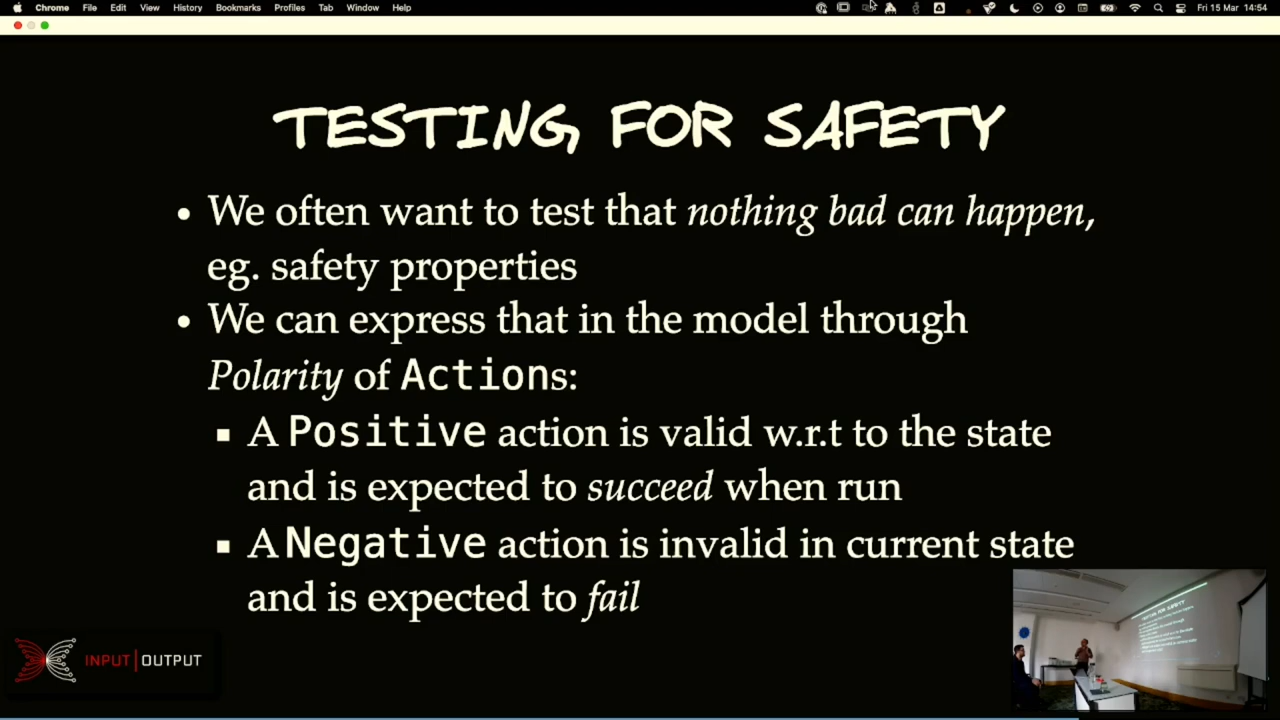 Chrome File Edit View History Bookmarks Profiles Tab Window Help Fri 15 Mar 14:54
TESTING FOR SAFETY
• We often want to test that nothing bad can happen,
eg. safety properties
• We can express that in the model through
Polarity of Actions:
▪ A Positive action is valid w.r.t to the state
and is expected to succeed when run
▪ A Negative action is invalid in current state
and is expected to fail
INPUT | OUTPUT
TESTING FOR SAFETY